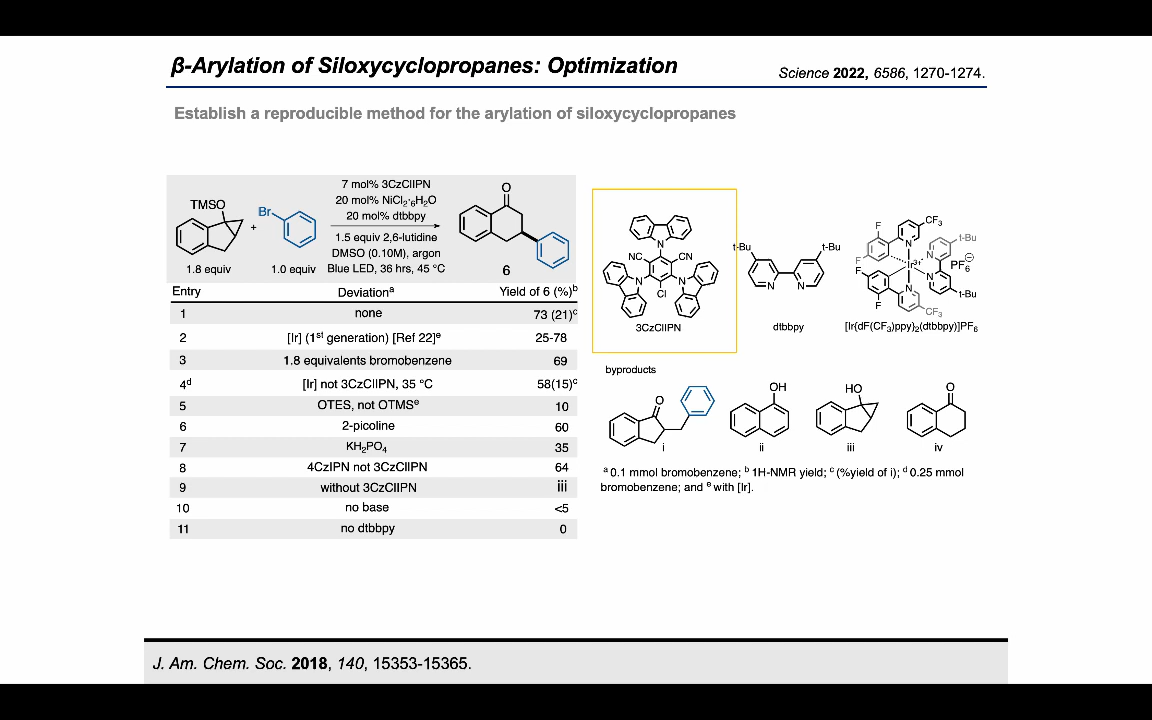 β-Arylation of Siloxycyclopropanes: Optimization
Science 2022, 6586, 1270-1274.
Establish a reproducible method for the arylation of siloxycyclopropanes
TMSO
+
Br
1.8 equiv
1.0 equiv
7 mol% 3CzClIPN
20 mol% NiCl2·6H2O
20 mol% dtbbpy
1.5 equiv 2,6-lutidine
DMSO (0.10M), argon
Blue LED, 36 hrs, 45 °C
O
6
Entry Deviationa Yield of 6 (%)b
1 none 73 (21)c
2 [Ir] (1st generation) [Ref 22]e 25-78
3 1.8 equivalents bromobenzene 69
4d [Ir] not 3CzClIPN, 35 °C 58(15)c
5 OTES, not OTMSe 10
6 2-picoline 60
7 KH2PO4 35
8 4CzIPN not 3CzClIPN 64
9 without 3CzClIPN iii
10 no base <5
11 no dtbbpy 0
N
NC CN
N N
Cl
3CzClIPN
t-Bu t-Bu
N N
dtbbpy
F CF3
N t-Bu
F N
Ir3+ PF6⊖
F N
N t-Bu
F CF3
[Ir{dF(CF3)ppy}2(dtbbpy)]PF6
byproducts
O
i
OH
ii
HO
iii
O
iv
a 0.1 mmol bromobenzene; b 1H-NMR yield; c (%yield of i); d 0.25 mmol
bromobenzene; and e with [Ir].
J. Am. Chem. Soc. 2018, 140, 15353-15365.